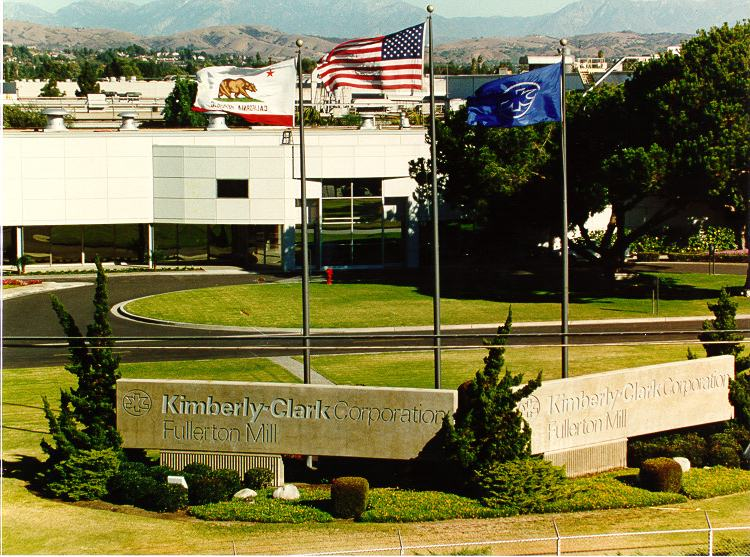 CALIFORNIA REPUBLIC
Kimberly-Clark Corporation
Fullerton Mill
Kimberly-Clark Corporation
Fullerton Mill